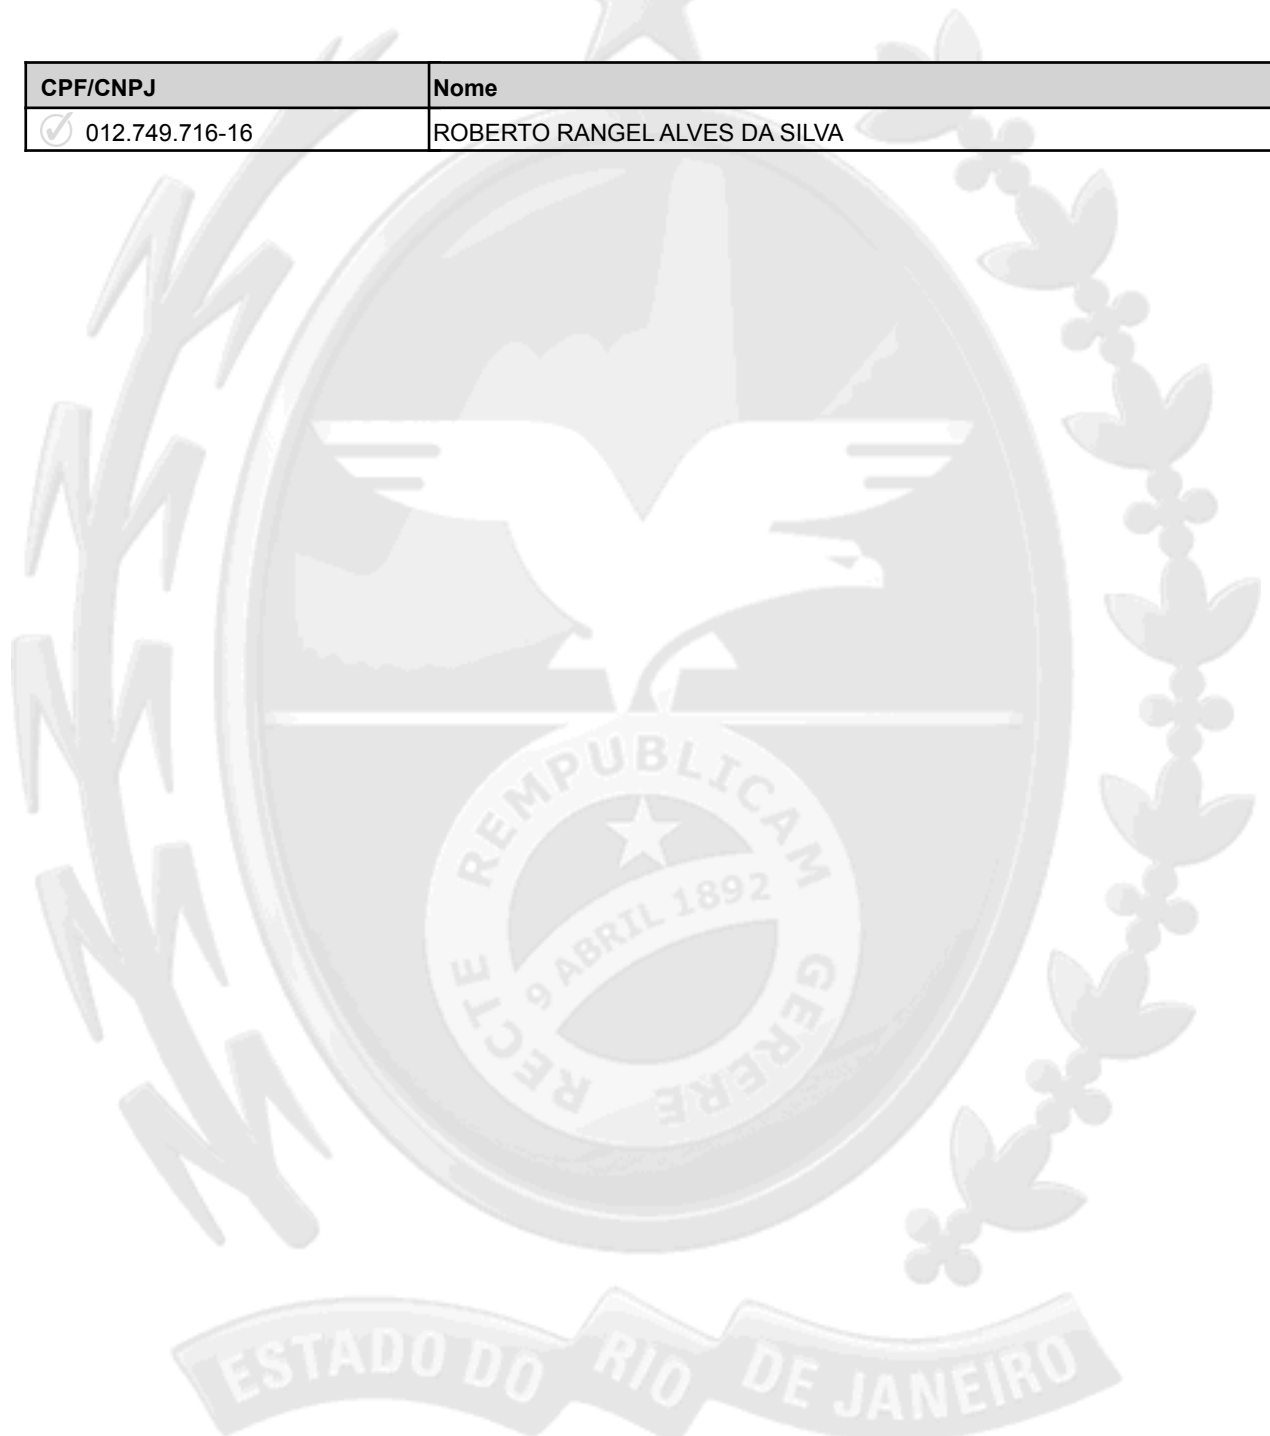 CPF/CNPJ Nome
012.749.716-16 ROBERTO RANGEL ALVES DA SILVA
REMPUBLICAM
9 ABRIL 1892
RECTE GERERE
ESTADO DO RIO DE JANEIRO